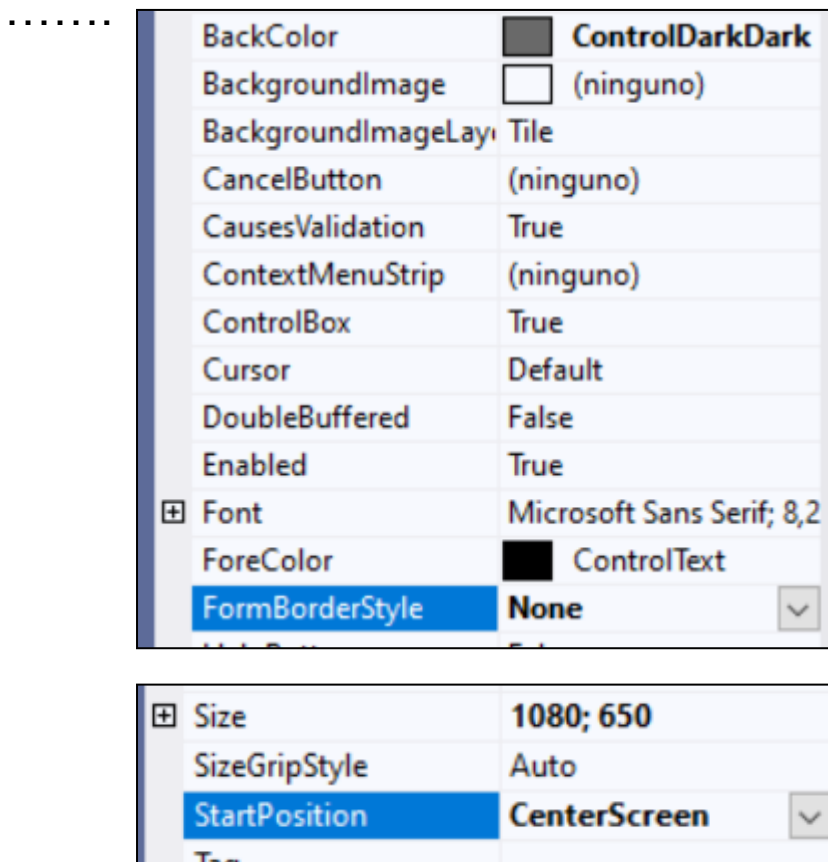 .......
BackColor ControlDarkDark
BackgroundImage (ninguno)
BackgroundImageLay Tile
CancelButton (ninguno)
CausesValidation True
ContextMenuStrip (ninguno)
ControlBox True
Cursor Default
DoubleBuffered False
Enabled True
Font Microsoft Sans Serif; 8,2
ForeColor ControlText
FormBorderStyle None
Size 1080; 650
SizeGripStyle Auto
StartPosition CenterScreen